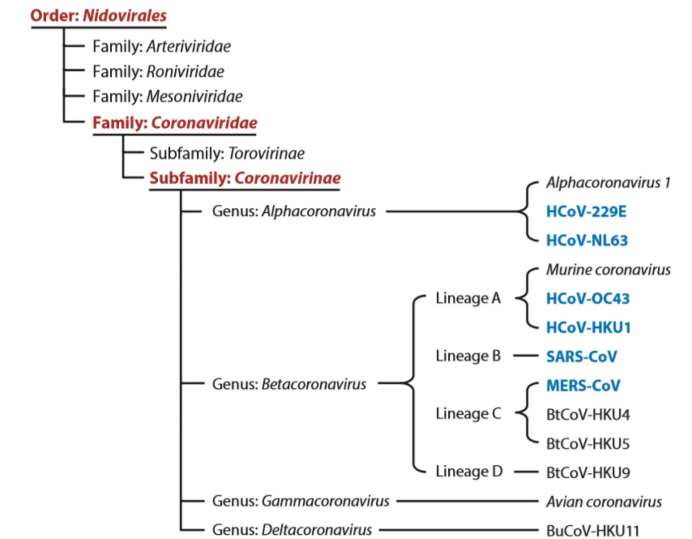 Order: Nidovirales
Family: Arteriviridae
Family: Roniviridae
Family: Mesoniviridae
Family: Coronaviridae
Subfamily: Torovirinae
Subfamily: Coronavirinae
Genus: Alphacoronavirus
Alphacoronavirus 1
HCoV-229E
HCoV-NL63
Genus: Betacoronavirus
Lineage A
Murine coronavirus
HCoV-OC43
HCoV-HKU1
Lineage B
SARS-CoV
Lineage C
MERS-CoV
BtCoV-HKU4
BtCoV-HKU5
Lineage D
BtCoV-HKU9
Genus: Gammacoronavirus
Avian coronavirus
Genus: Deltacoronavirus
BuCoV-HKU11